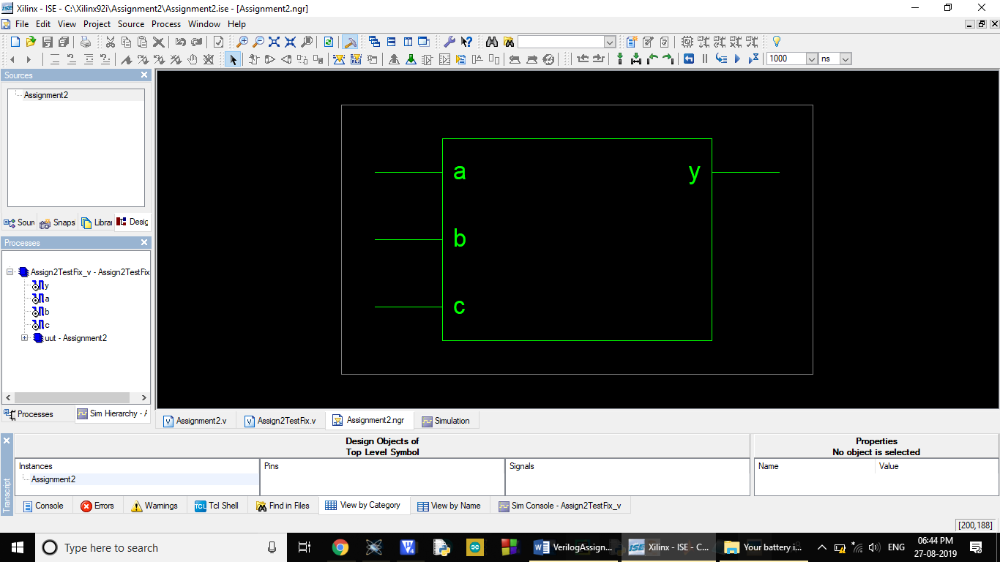 Xilinx - ISE - C:\Xilinx92i\Assignment2\Assignment2.ise - [Assignment2.ngr]
File Edit View Project Source Process Window Help
1000 ns
Sources
Assignment2
Sour Snaps Librar Desig
Processes
Assign2TestFix_v - Assign2TestFix
y
a
b
c
uut - Assignment2
Processes Sim Hierarchy - A
a
b
c
y
Assignment2.v Assign2TestFix.v Assignment2.ngr Simulation
Transcript
Design Objects of
Top Level Symbol
Instances Pins Signals
Assignment2
Properties
No object is selected
Name Value
Console Errors Warnings Tcl Shell Find in Files View by Category View by Name Sim Console - Assign2TestFix_v
[200,188]
Type here to search
VerilogAssign... Xilinx - ISE - C... Your battery i...
ENG
06:44 PM
27-08-2019